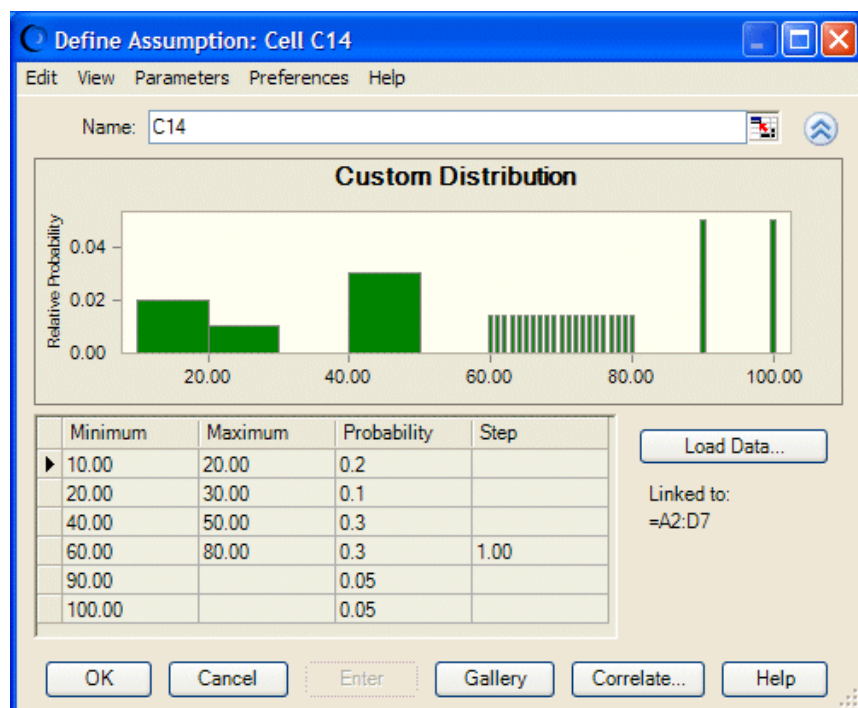 Define Assumption: Cell C14
Edit View Parameters Preferences Help
Name: C14
Custom Distribution
Relative Probability
0.04
0.02
0.00
20.00 40.00 60.00 80.00 100.00
Minimum Maximum Probability Step
10.00 20.00 0.2
20.00 30.00 0.1
40.00 50.00 0.3
60.00 80.00 0.3 1.00
90.00 0.05
100.00 0.05
Load Data...
Linked to:
=A2:D7
OK Cancel Enter Gallery Correlate... Help